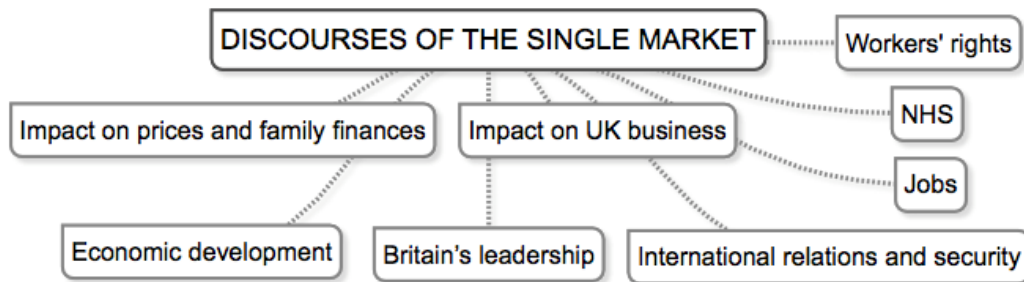 DISCOURSES OF THE SINGLE MARKET
Workers' rights
Impact on prices and family finances
Impact on UK business
NHS
Jobs
Economic development
Britain’s leadership
International relations and security